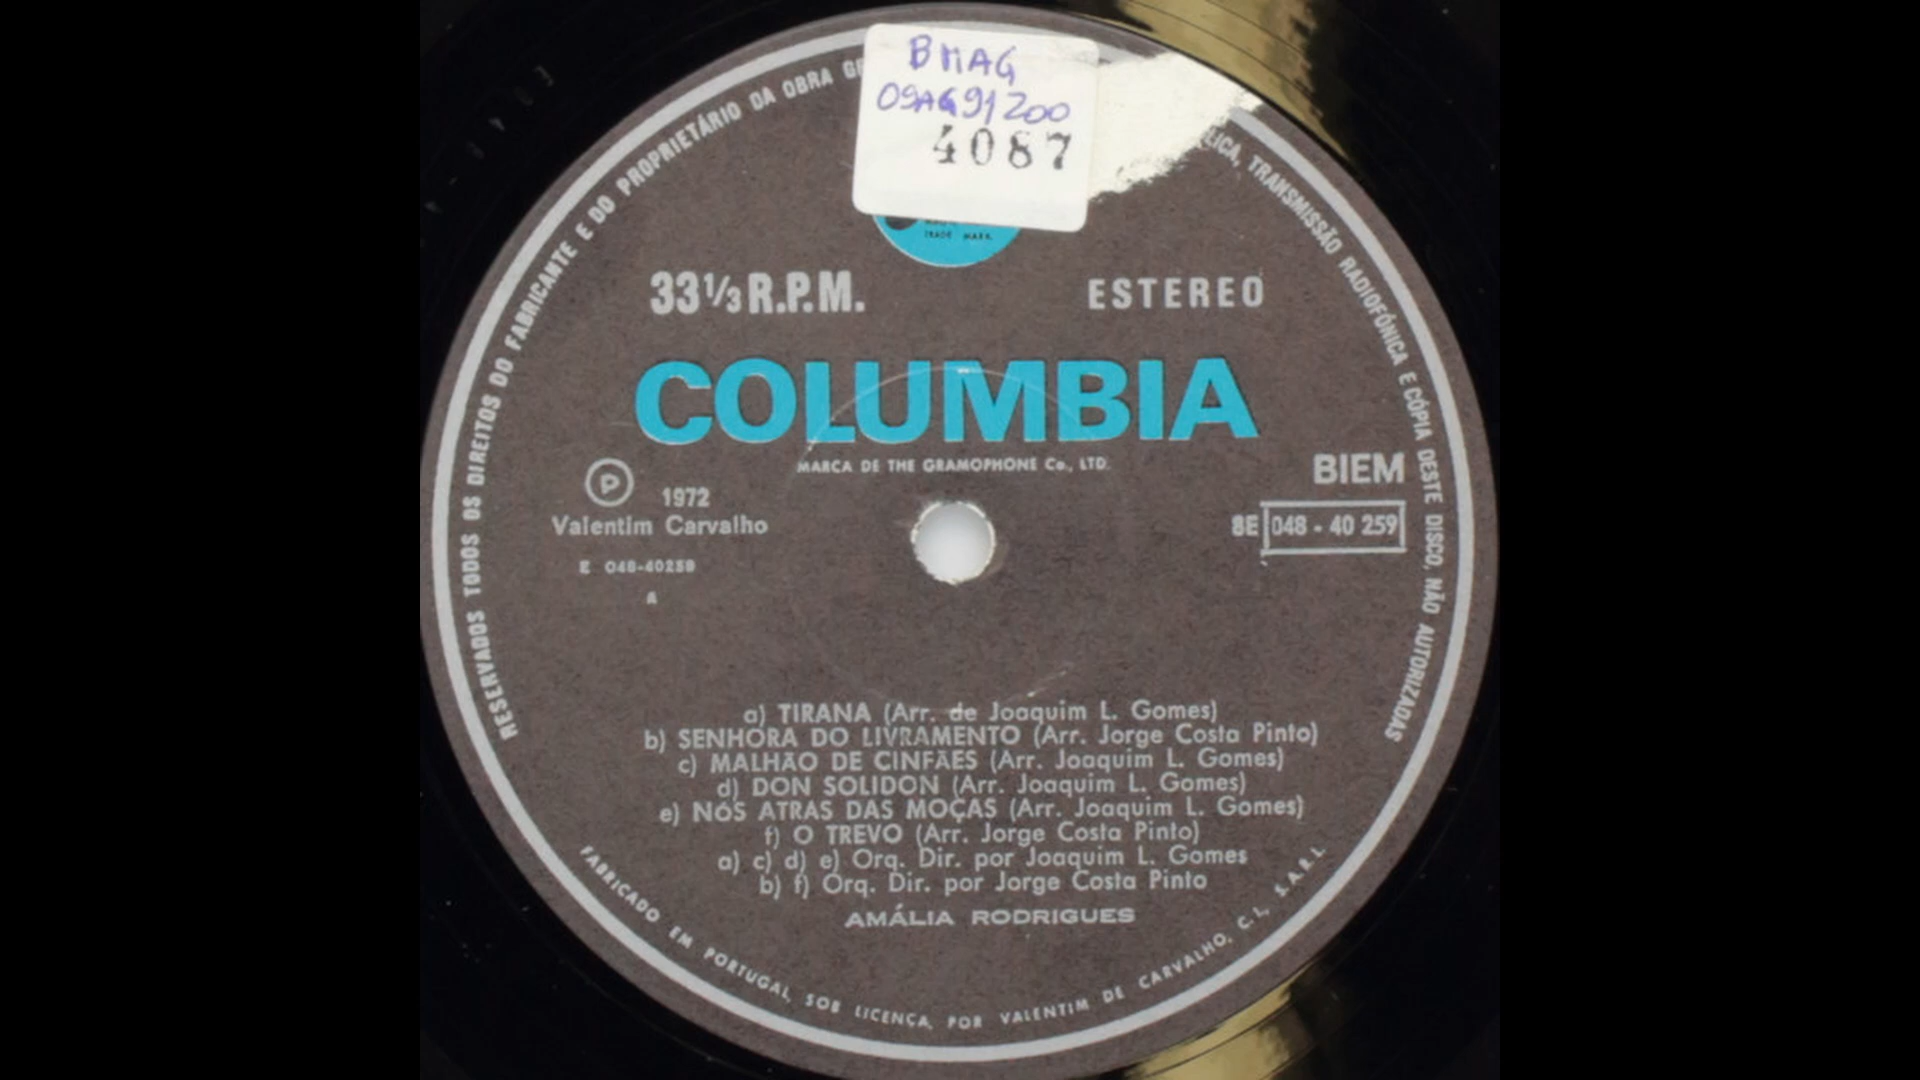 BMAG
09AG91200
4087
TRADE MARK
33⅓ R.P.M.
ESTEREO
COLUMBIA
MARCA DE THE GRAMOPHONE Co., LTD.
BIEM
Ⓟ 1972
Valentim Carvalho
8E 048 - 40 259
E 048-40259
A
a) TIRANA (Arr. de Joaquim L. Gomes)
b) SENHORA DO LIVRAMENTO (Arr. Jorge Costa Pinto)
c) MALHÃO DE CINFÃES (Arr. Joaquim L. Gomes)
d) DON SOLIDON (Arr. Joaquim L. Gomes)
e) NÓS ATRAS DAS MOÇAS (Arr. Joaquim L. Gomes)
f) O TREVO (Arr. Jorge Costa Pinto)
a) c) d) e) Orq. Dir. por Joaquim L. Gomes
b) f) Orq. Dir. por Jorge Costa Pinto
AMÁLIA RODRIGUES
RESERVADOS TODOS OS DIREITOS DO FABRICANTE E DO PROPRIETÁRIO DA OBRA
TRANSMISSÃO RADIOFÓNICA E CÓPIA DESTE DISCO, NÃO AUTORIZADAS
FABRICADO EM PORTUGAL, SOB LICENÇA, POR VALENTIM DE CARVALHO, C. I., S.A.R.L.